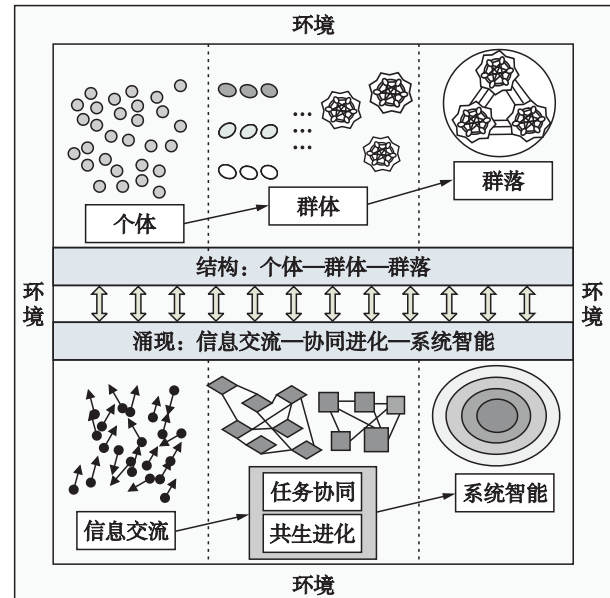 环境
个体
群体
群落
结构：个体—群体—群落
环境
环境
涌现：信息交流—协同进化—系统智能
信息交流
任务协同
共生进化
系统智能
环境